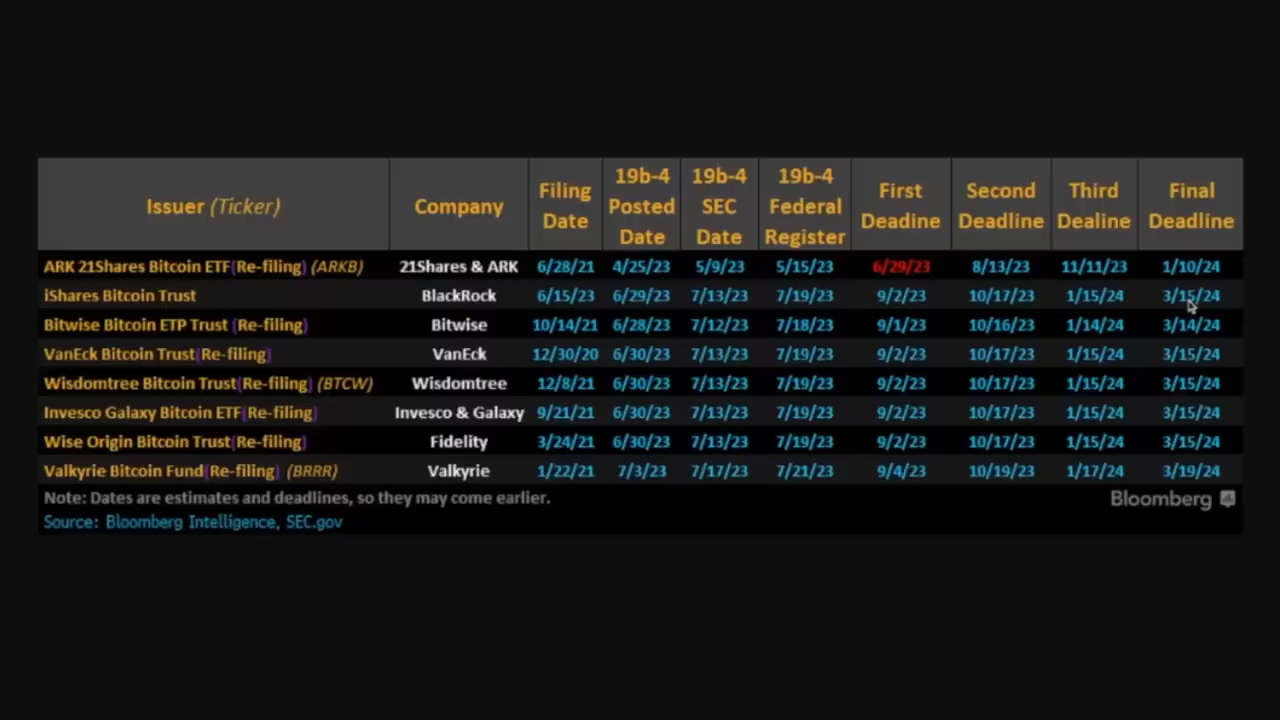 Issuer (Ticker) Company Filing Date 19b-4 Posted Date 19b-4 SEC Date 19b-4 Federal Register First Deadine Second Deadline Third Dealine Final Deadline
ARK 21Shares Bitcoin ETF(Re-filing) (ARKB) 21Shares & ARK 6/28/21 4/25/23 5/9/23 5/15/23 6/29/23 8/13/23 11/11/23 1/10/24
iShares Bitcoin Trust BlackRock 6/15/23 6/29/23 7/13/23 7/19/23 9/2/23 10/17/23 1/15/24 3/15/24
Bitwise Bitcoin ETP Trust (Re-filing) Bitwise 10/14/21 6/28/23 7/12/23 7/18/23 9/1/23 10/16/23 1/14/24 3/14/24
VanEck Bitcoin Trust(Re-filing) VanEck 12/30/20 6/30/23 7/13/23 7/19/23 9/2/23 10/17/23 1/15/24 3/15/24
Wisdomtree Bitcoin Trust(Re-filing) (BTCW) Wisdomtree 12/8/21 6/30/23 7/13/23 7/19/23 9/2/23 10/17/23 1/15/24 3/15/24
Invesco Galaxy Bitcoin ETF(Re-filing) Invesco & Galaxy 9/21/21 6/30/23 7/13/23 7/19/23 9/2/23 10/17/23 1/15/24 3/15/24
Wise Origin Bitcoin Trust(Re-filing) Fidelity 3/24/21 6/30/23 7/13/23 7/19/23 9/2/23 10/17/23 1/15/24 3/15/24
Valkyrie Bitcoin Fund(Re-filing) (BRRR) Valkyrie 1/22/21 7/3/23 7/17/23 7/21/23 9/4/23 10/19/23 1/17/24 3/19/24
Note: Dates are estimates and deadlines, so they may come earlier. Bloomberg
Source: Bloomberg Intelligence, SEC.gov